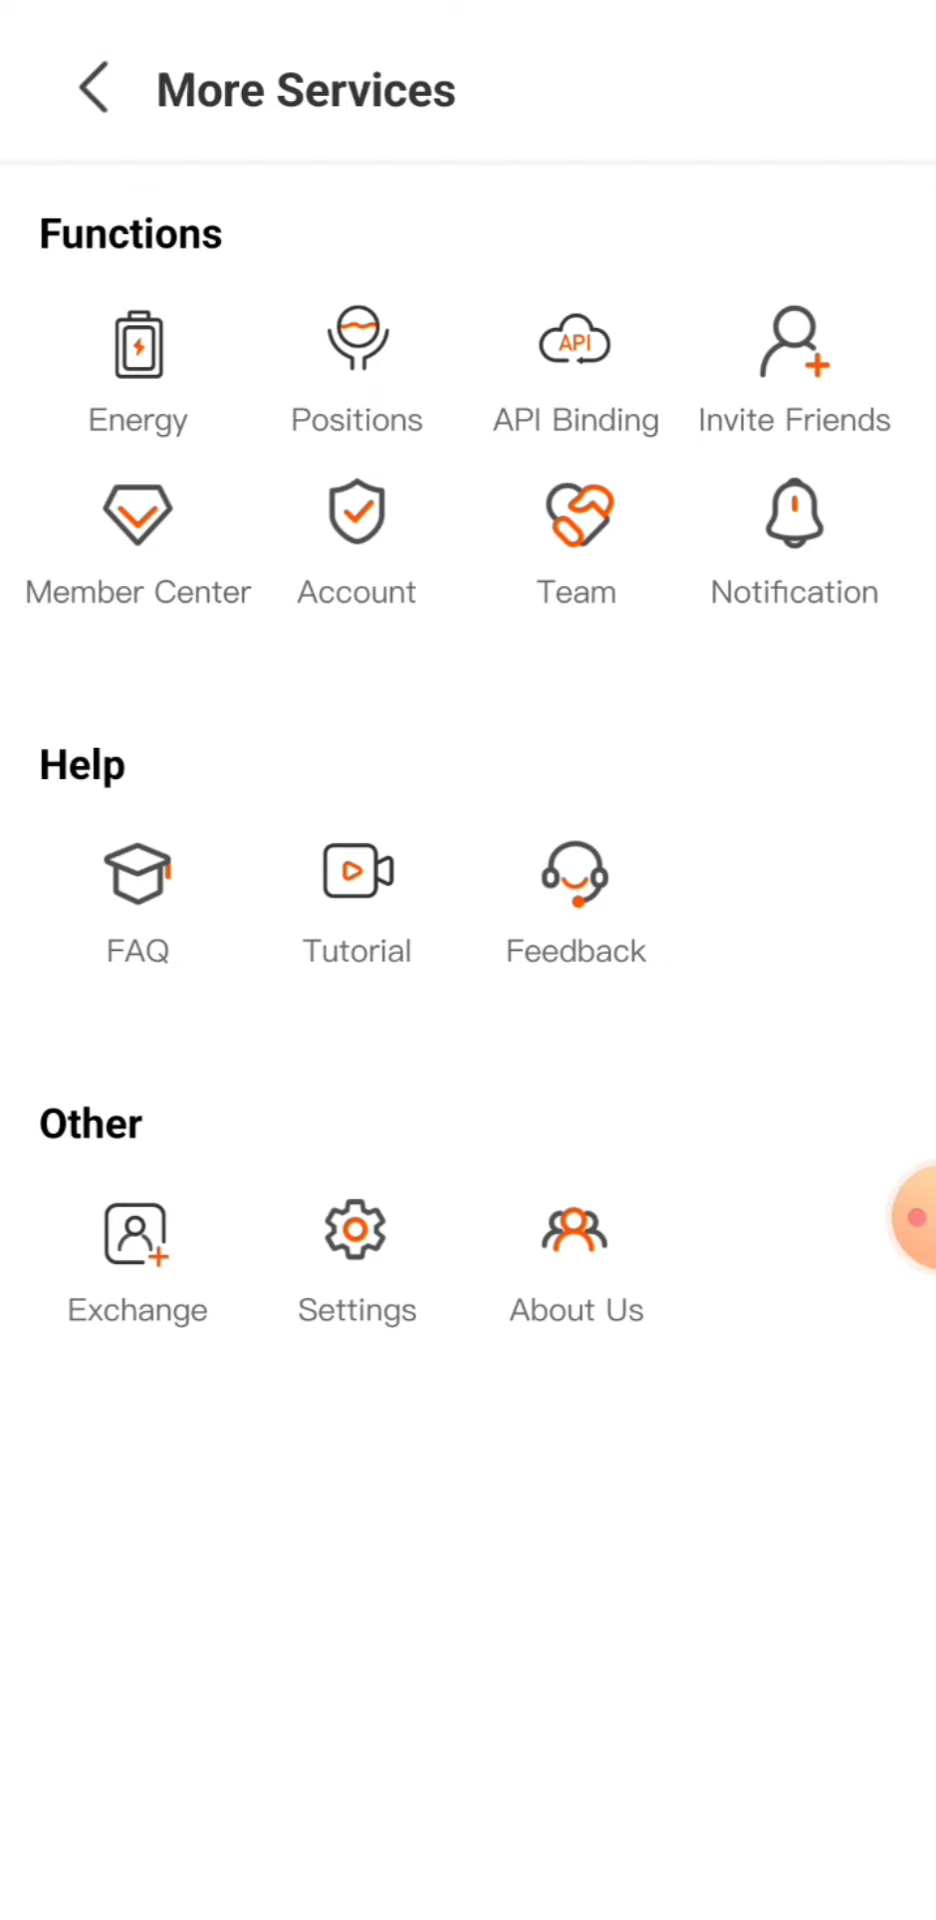 More Services
Functions
API
Energy Positions API Binding Invite Friends
Member Center Account Team Notification
Help
FAQ Tutorial Feedback
Other
Exchange Settings About Us